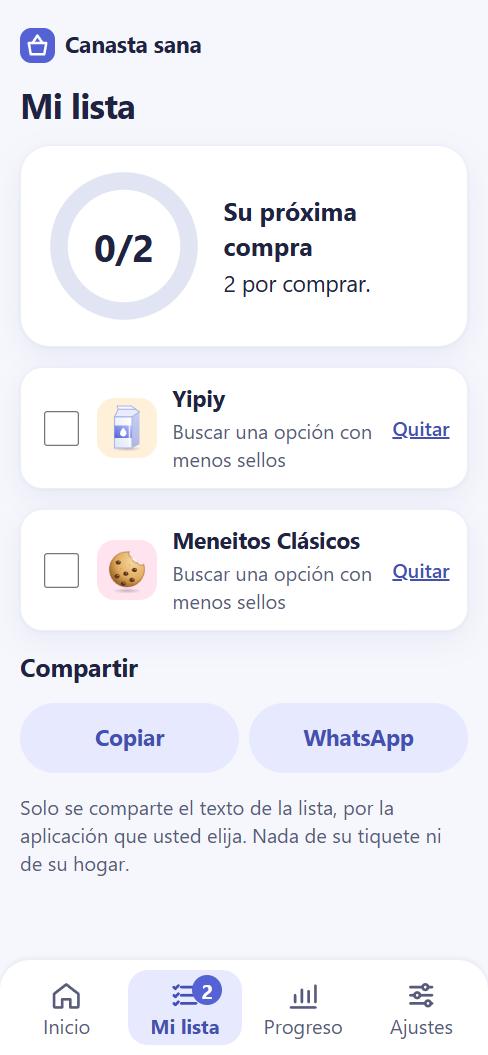 Canasta sana
Mi lista
0/2
Su próxima
compra
2 por comprar.
Yipiy
Buscar una opción con
menos sellos
Quitar
Meneitos Clásicos
Buscar una opción con
menos sellos
Quitar
Compartir
Copiar
WhatsApp
Solo se comparte el texto de la lista, por la
aplicación que usted elija. Nada de su tiquete ni
de su hogar.
2
Inicio
Mi lista
Progreso
Ajustes